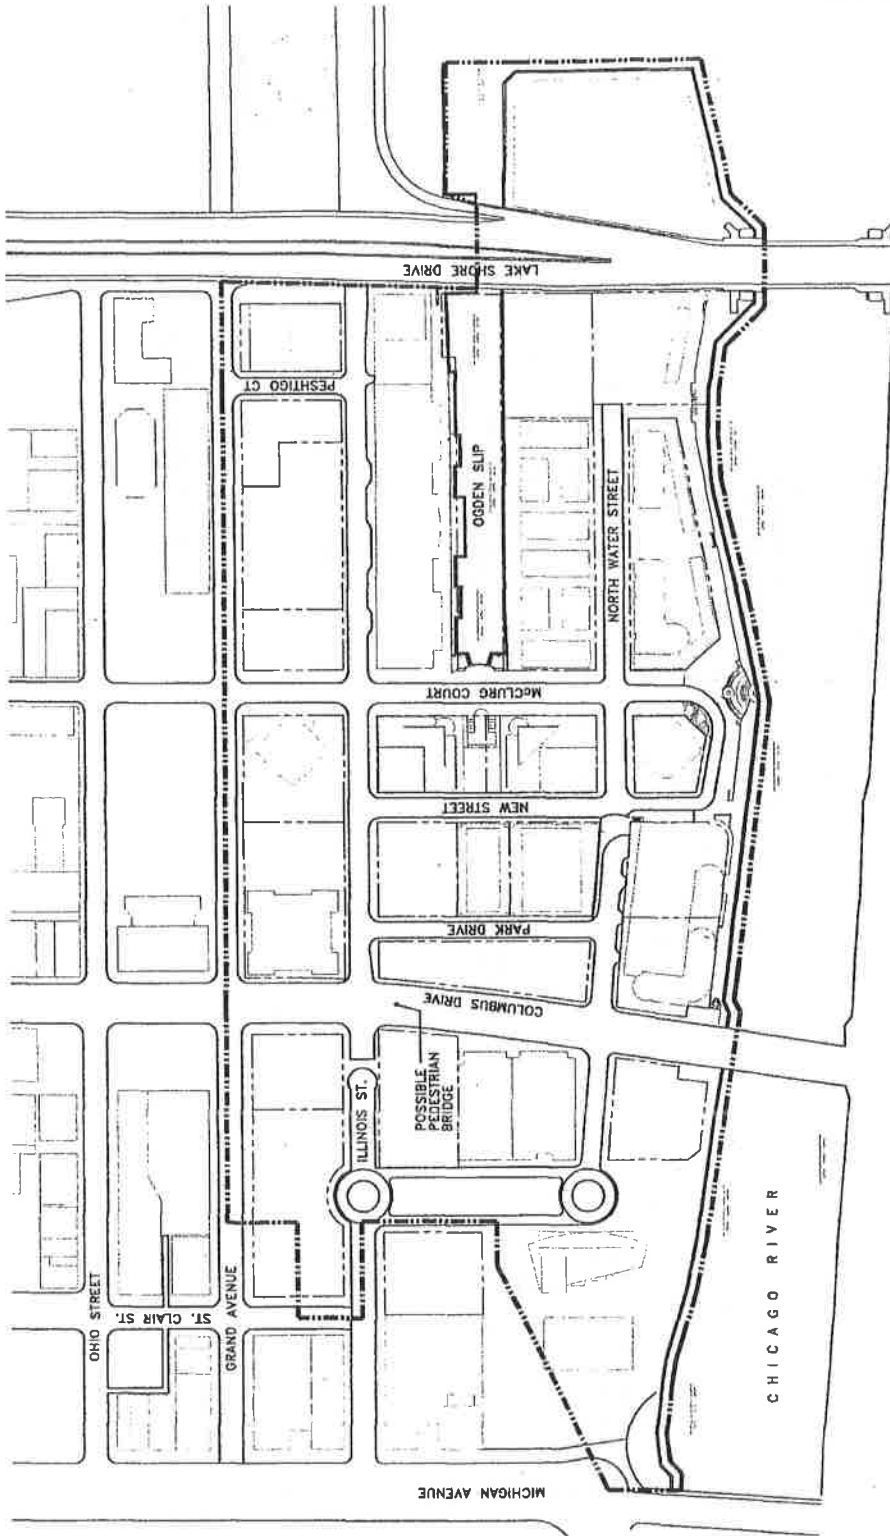 LAKE SHORE DRIVE
PESHTIGO CT
OGDEN SLIP
NORTH WATER STREET
McCLURG COURT
NEW STREET
PARK DRIVE
COLUMBUS DRIVE
POSSIBLE
PEDESTRIAN
BRIDGE
ILLINOIS ST.
OHIO STREET
ST. CLAIR ST.
GRAND AVENUE
CHICAGO RIVER
MICHIGAN AVENUE